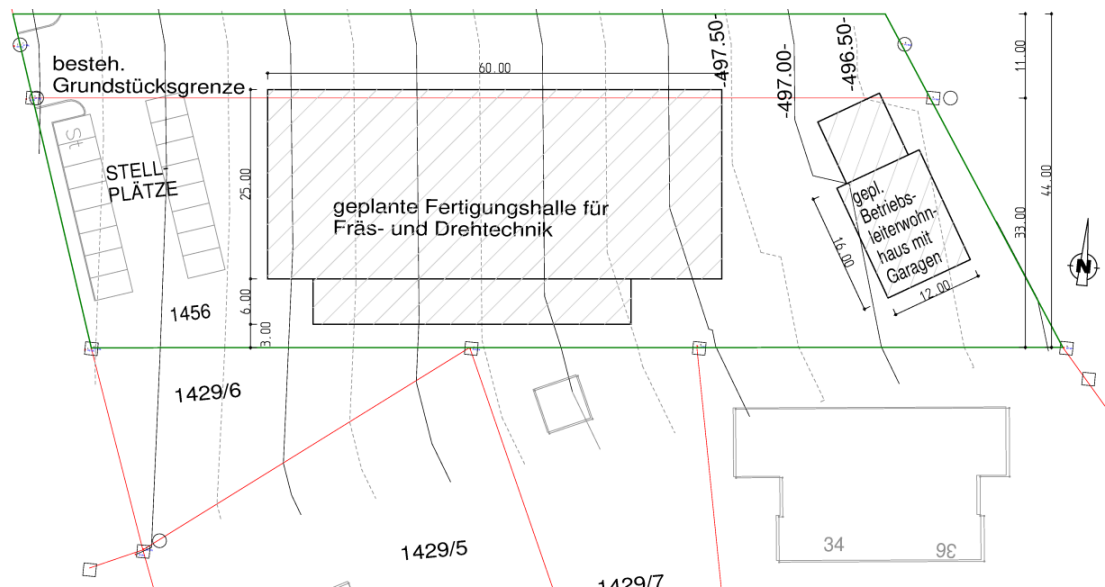 besteh.
Grundstücksgrenze
60.00
-497.50-
-497.00-
-496.50-
11.00
St
STELL-
PLÄTZE
25.00
geplante Fertigungshalle für
Fräs- und Drehtechnik
gepl.
Betriebs-
leiterwohn-
haus mit
Garagen
16.00
12.00
33.00
44.00
N
6.00
3.00
1456
1429/6
1429/5
1429/7
34
36